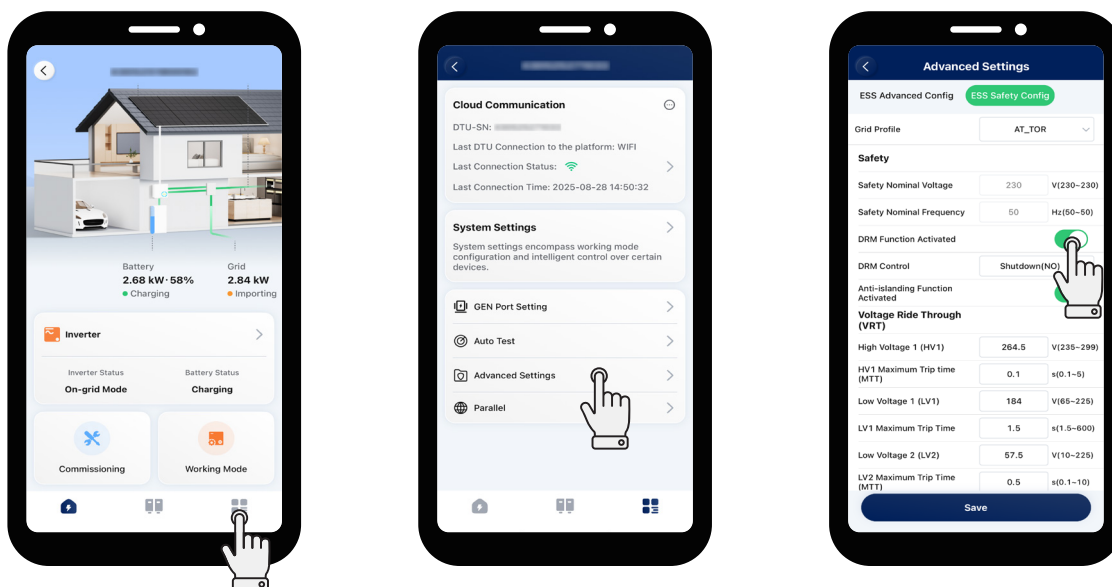 Battery
2.68 kW·58%
Charging
Grid
2.84 kW
Importing
Inverter
Inverter Status
On-grid Mode
Battery Status
Charging
Commissioning
Working Mode
Cloud Communication
DTU-SN:
Last DTU Connection to the platform: WIFI
Last Connection Status:
Last Connection Time: 2025-08-28 14:50:32
System Settings
System settings encompass working mode
configuration and intelligent control over certain
devices.
GEN Port Setting
Auto Test
Advanced Settings
Parallel
Advanced Settings
ESS Advanced Config
ESS Safety Config
Grid Profile
AT_TOR
Safety
Safety Nominal Voltage 230 V(230~230)
Safety Nominal Frequency 50 Hz(50~50)
DRM Function Activated
DRM Control Shutdown(NO)
Anti-islanding Function
Activated
Voltage Ride Through
(VRT)
High Voltage 1 (HV1) 264.5 V(235~299)
HV1 Maximum Trip time
(MTT) 0.1 s(0.1~5)
Low Voltage 1 (LV1) 184 V(65~225)
LV1 Maximum Trip Time 1.5 s(1.5~600)
Low Voltage 2 (LV2) 57.5 V(10~225)
LV2 Maximum Trip Time
(MTT) 0.5 s(0.1~10)
Save